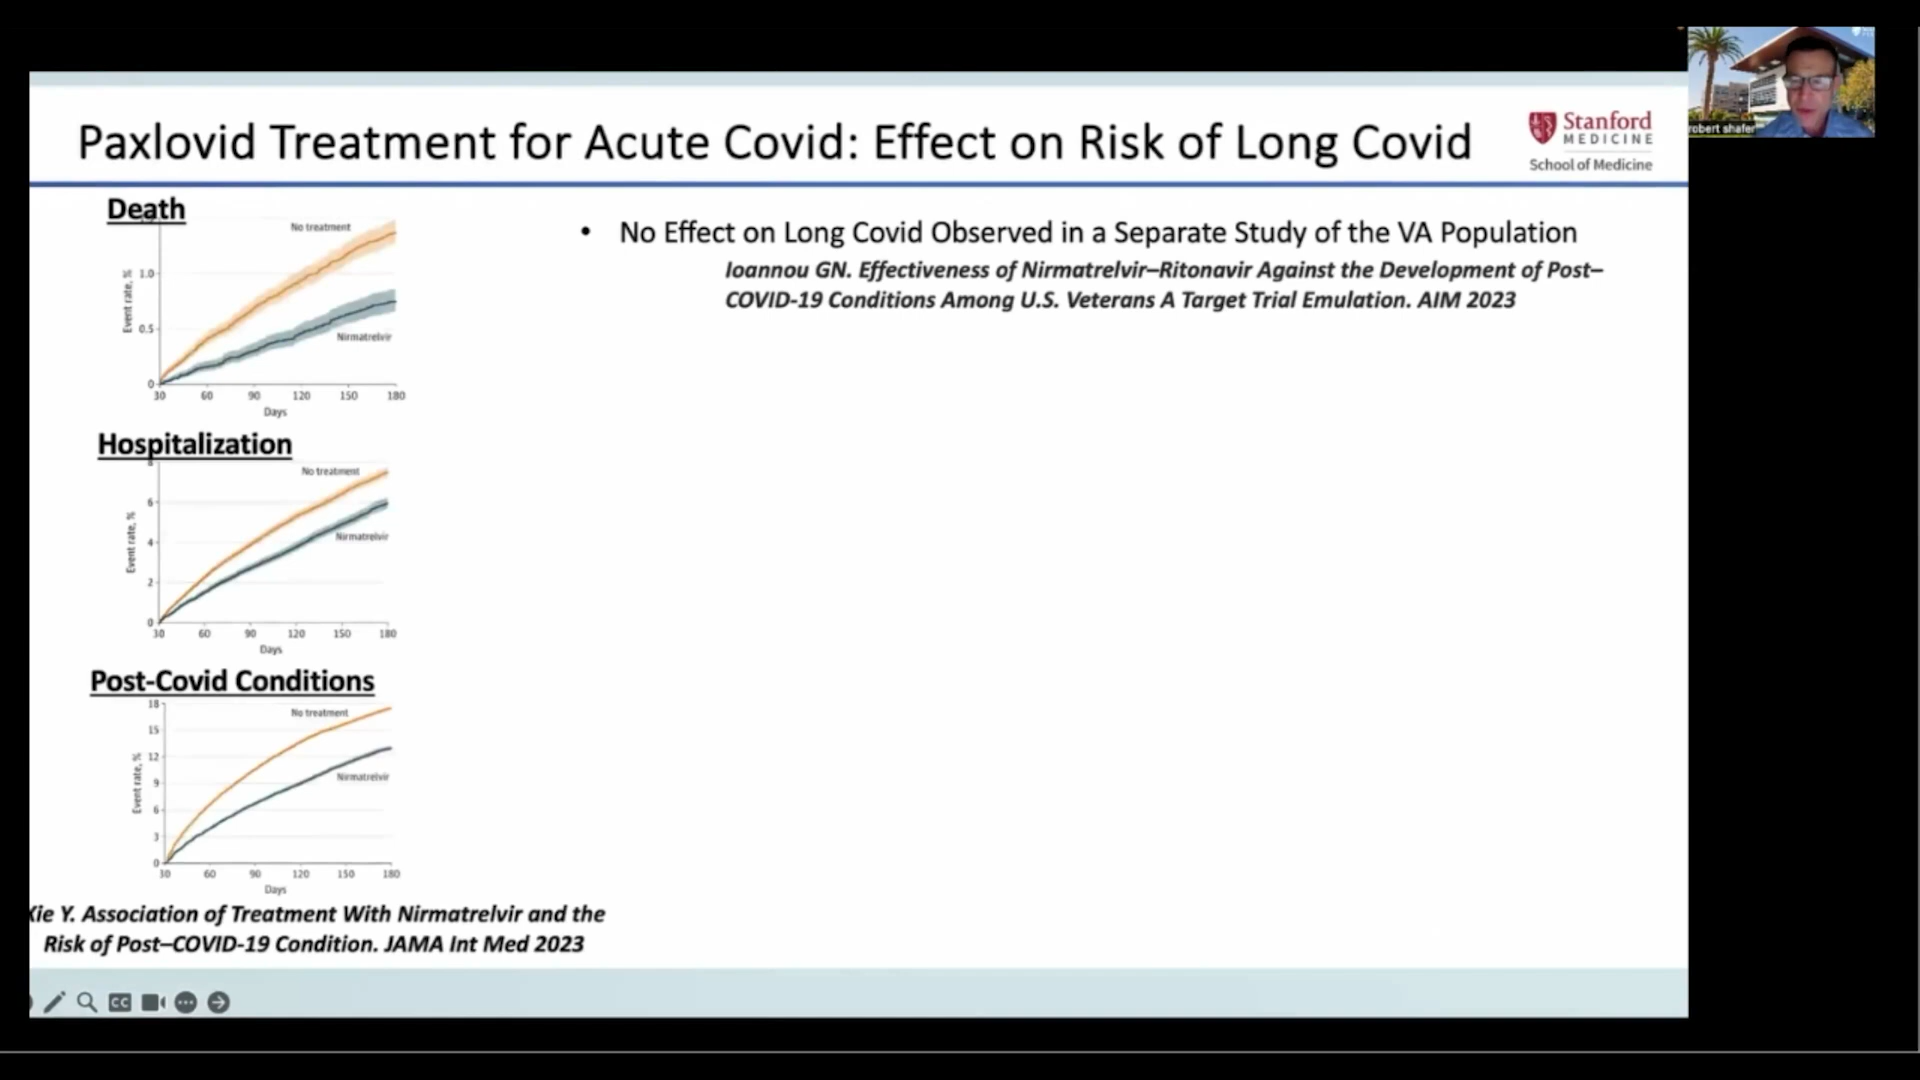 Paxlovid Treatment for Acute Covid: Effect on Risk of Long Covid
Stanford
MEDICINE
School of Medicine
robert shafer
Death
No treatment
Event rate, %
1.0
0.5
0
Nirmatrelvir
30 60 90 120 150 180
Days
Hospitalization
No treatment
Event rate, %
8
6
4
2
0
Nirmatrelvir
30 60 90 120 150 180
Days
Post-Covid Conditions
No treatment
Event rate, %
18
15
12
9
6
3
0
Nirmatrelvir
30 60 90 120 150 180
Days
Xie Y. Association of Treatment With Nirmatrelvir and the
Risk of Post–COVID-19 Condition. JAMA Int Med 2023
• No Effect on Long Covid Observed in a Separate Study of the VA Population
Ioannou GN. Effectiveness of Nirmatrelvir–Ritonavir Against the Development of Post–
COVID-19 Conditions Among U.S. Veterans A Target Trial Emulation. AIM 2023
CC